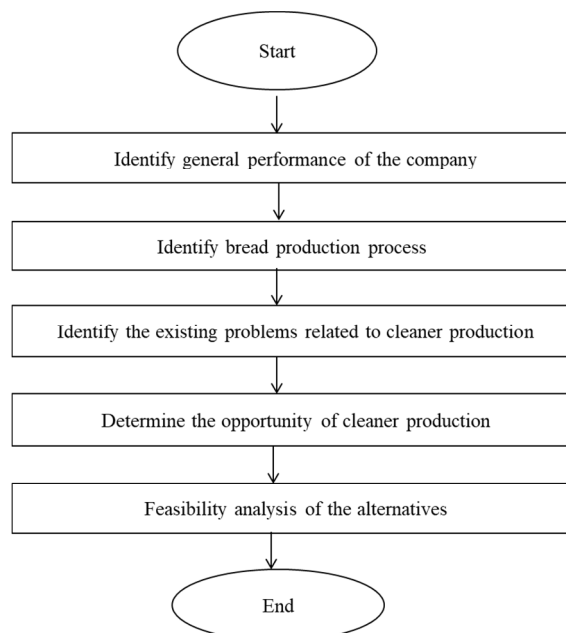 Start
Identify general performance of the company
Identify bread production process
Identify the existing problems related to cleaner production
Determine the opportunity of cleaner production
Feasibility analysis of the alternatives
End